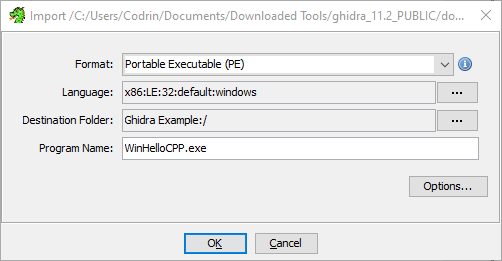 Import /C:/Users/Codrin/Documents/Downloaded Tools/ghidra_11.2_PUBLIC/do...
Format: Portable Executable (PE)
Language: x86:LE:32:default:windows ...
Destination Folder: Ghidra Example:/ ...
Program Name: WinHelloCPP.exe
Options...
OK Cancel